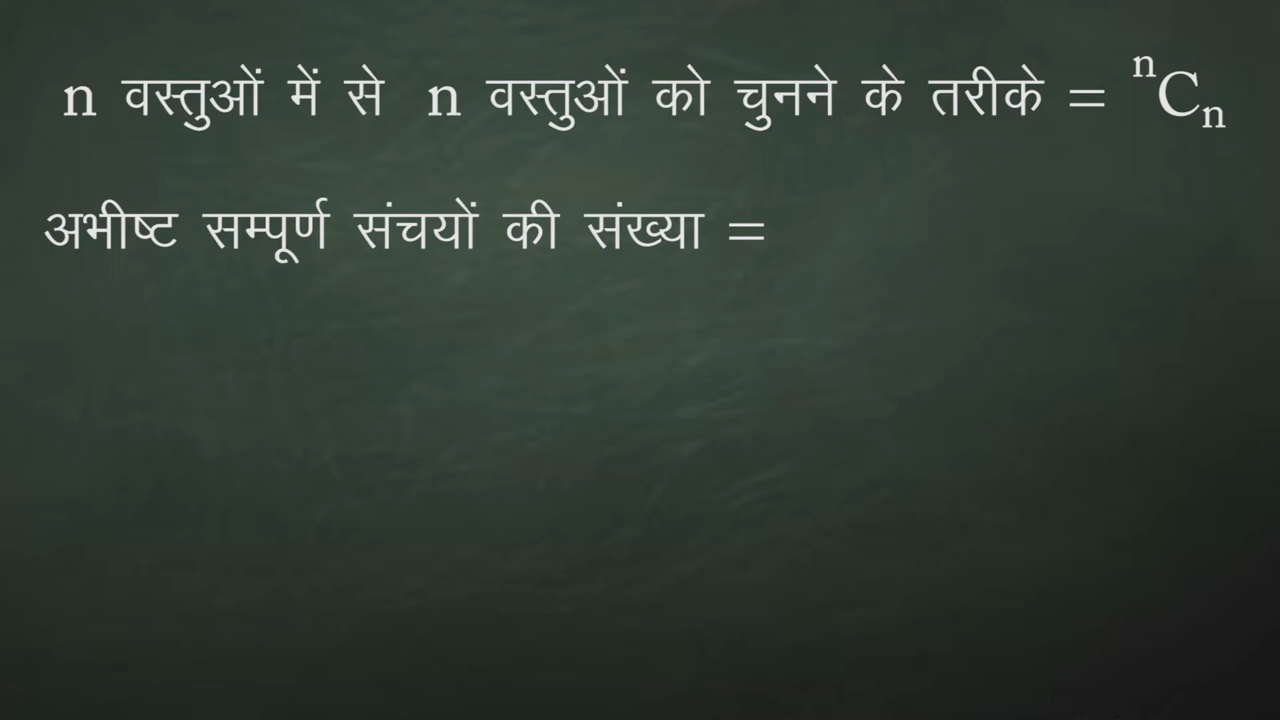 n वस्तुओं में से n वस्तुओं को चुनने के तरीके = ⁿCₙ
अभीष्ट सम्पूर्ण संचयों की संख्या =